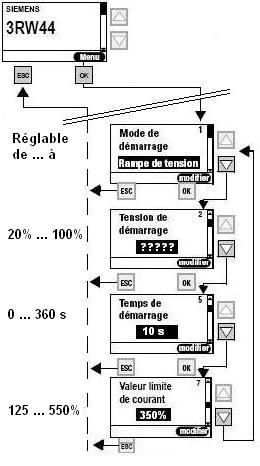 SIEMENS
3RW44
Menu
ESC
OK
Réglable
de ... à
1
Mode de
démarrage
Rampe de tension
modifier
ESC
OK
2
Tension de
démarrage
?????
modifier
20% ... 100%
ESC
OK
5
Temps de
démarrage
10 s
modifier
0 ... 360 s
ESC
OK
7
Valeur limite
de courant
350%
modifier
125 ... 550%
ESC